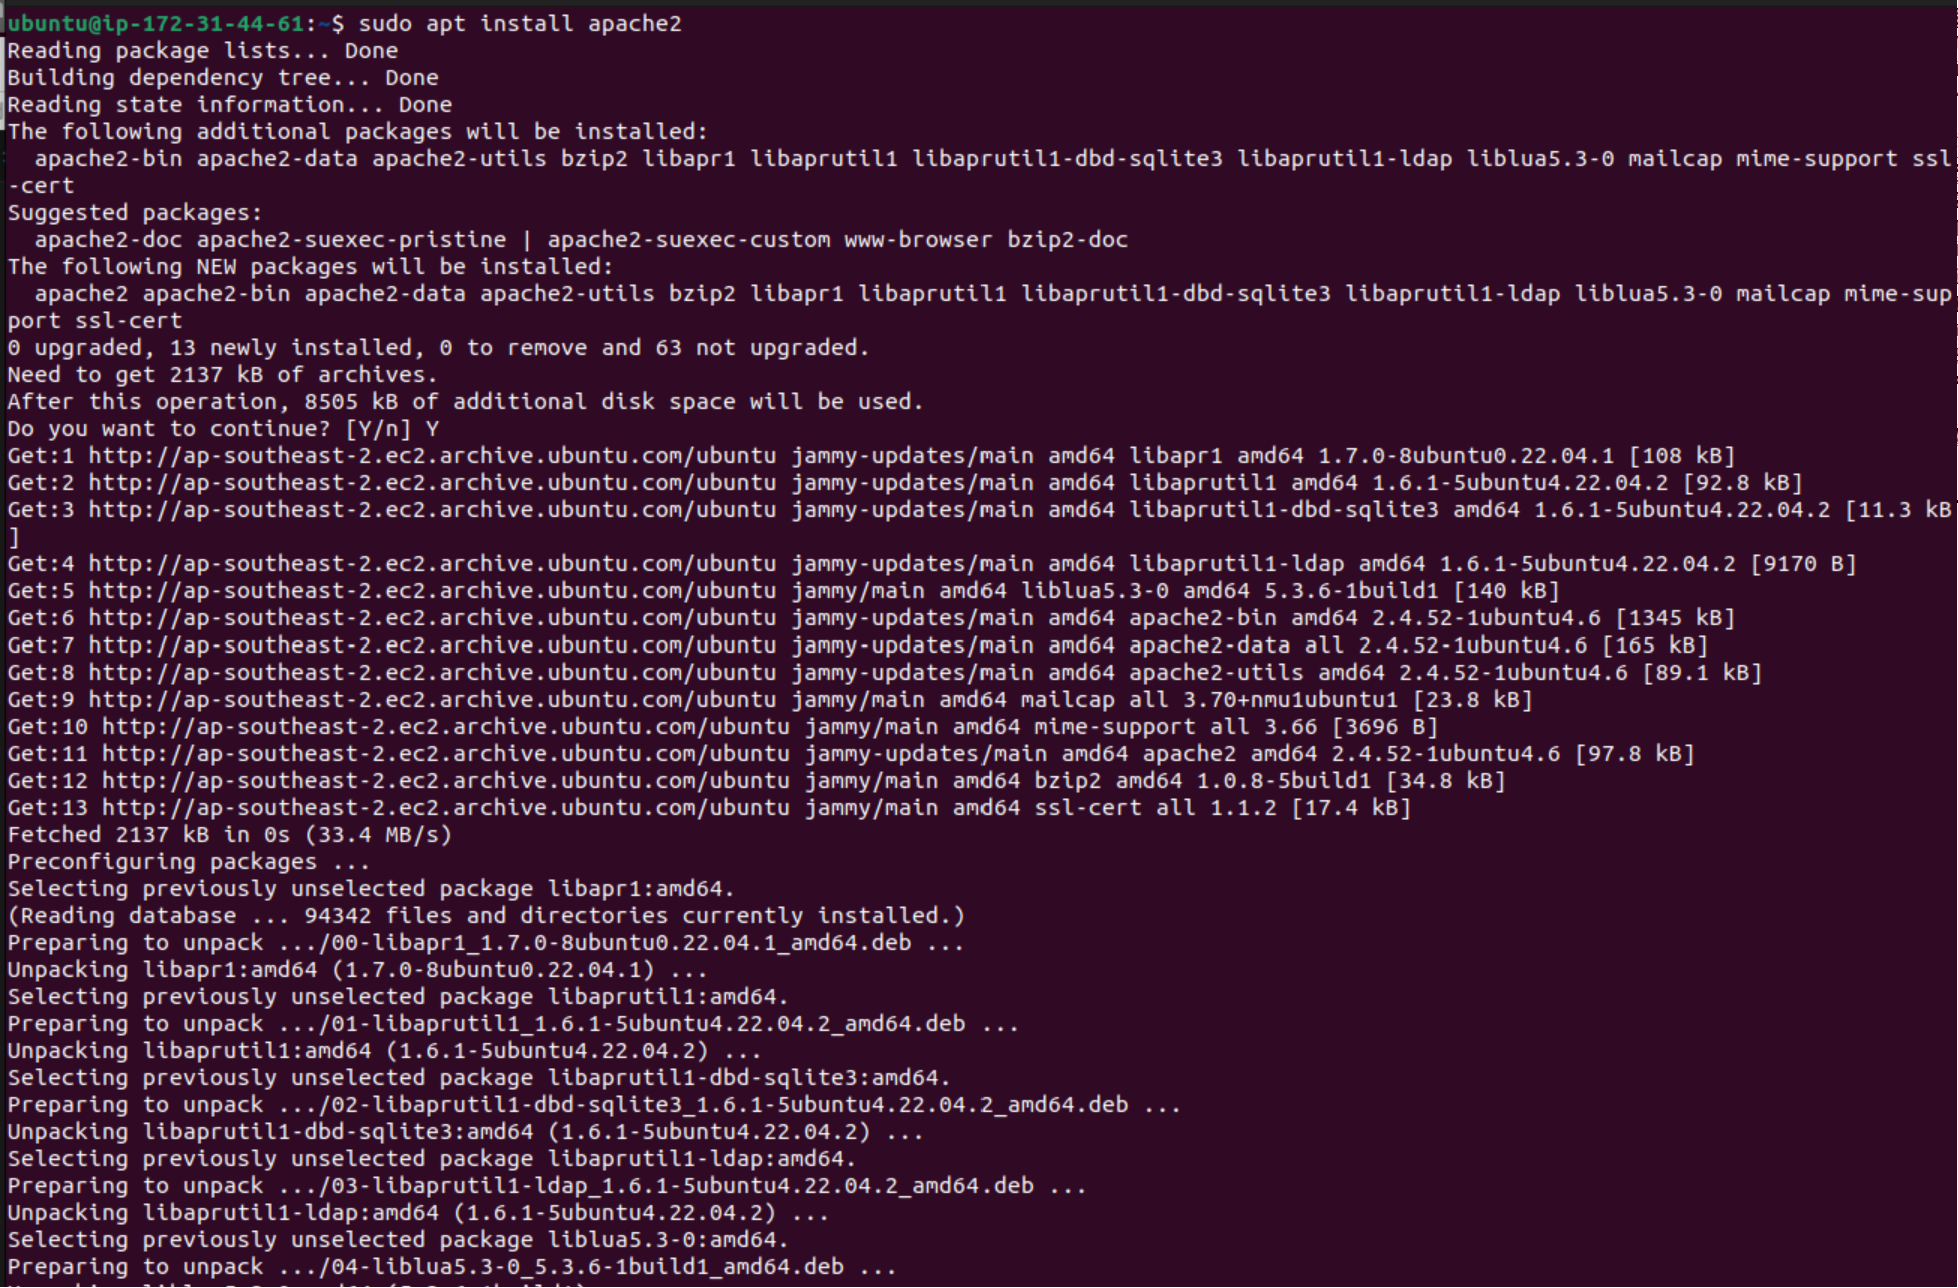 ubuntu@ip-172-31-44-61:~$ sudo apt install apache2
Reading package lists... Done
Building dependency tree... Done
Reading state information... Done
The following additional packages will be installed:
  apache2-bin apache2-data apache2-utils bzip2 libapr1 libaprutil1 libaprutil1-dbd-sqlite3 libaprutil1-ldap liblua5.3-0 mailcap mime-support ssl
-cert
Suggested packages:
  apache2-doc apache2-suexec-pristine | apache2-suexec-custom www-browser bzip2-doc
The following NEW packages will be installed:
  apache2 apache2-bin apache2-data apache2-utils bzip2 libapr1 libaprutil1 libaprutil1-dbd-sqlite3 libaprutil1-ldap liblua5.3-0 mailcap mime-sup
port ssl-cert
0 upgraded, 13 newly installed, 0 to remove and 63 not upgraded.
Need to get 2137 kB of archives.
After this operation, 8505 kB of additional disk space will be used.
Do you want to continue? [Y/n] Y
Get:1 http://ap-southeast-2.ec2.archive.ubuntu.com/ubuntu jammy-updates/main amd64 libapr1 amd64 1.7.0-8ubuntu0.22.04.1 [108 kB]
Get:2 http://ap-southeast-2.ec2.archive.ubuntu.com/ubuntu jammy-updates/main amd64 libaprutil1 amd64 1.6.1-5ubuntu4.22.04.2 [92.8 kB]
Get:3 http://ap-southeast-2.ec2.archive.ubuntu.com/ubuntu jammy-updates/main amd64 libaprutil1-dbd-sqlite3 amd64 1.6.1-5ubuntu4.22.04.2 [11.3 kB
]
Get:4 http://ap-southeast-2.ec2.archive.ubuntu.com/ubuntu jammy-updates/main amd64 libaprutil1-ldap amd64 1.6.1-5ubuntu4.22.04.2 [9170 B]
Get:5 http://ap-southeast-2.ec2.archive.ubuntu.com/ubuntu jammy/main amd64 liblua5.3-0 amd64 5.3.6-1build1 [140 kB]
Get:6 http://ap-southeast-2.ec2.archive.ubuntu.com/ubuntu jammy-updates/main amd64 apache2-bin amd64 2.4.52-1ubuntu4.6 [1345 kB]
Get:7 http://ap-southeast-2.ec2.archive.ubuntu.com/ubuntu jammy-updates/main amd64 apache2-data all 2.4.52-1ubuntu4.6 [165 kB]
Get:8 http://ap-southeast-2.ec2.archive.ubuntu.com/ubuntu jammy-updates/main amd64 apache2-utils amd64 2.4.52-1ubuntu4.6 [89.1 kB]
Get:9 http://ap-southeast-2.ec2.archive.ubuntu.com/ubuntu jammy/main amd64 mailcap all 3.70+nmu1ubuntu1 [23.8 kB]
Get:10 http://ap-southeast-2.ec2.archive.ubuntu.com/ubuntu jammy/main amd64 mime-support all 3.66 [3696 B]
Get:11 http://ap-southeast-2.ec2.archive.ubuntu.com/ubuntu jammy-updates/main amd64 apache2 amd64 2.4.52-1ubuntu4.6 [97.8 kB]
Get:12 http://ap-southeast-2.ec2.archive.ubuntu.com/ubuntu jammy/main amd64 bzip2 amd64 1.0.8-5build1 [34.8 kB]
Get:13 http://ap-southeast-2.ec2.archive.ubuntu.com/ubuntu jammy/main amd64 ssl-cert all 1.1.2 [17.4 kB]
Fetched 2137 kB in 0s (33.4 MB/s)
Preconfiguring packages ...
Selecting previously unselected package libapr1:amd64.
(Reading database ... 94342 files and directories currently installed.)
Preparing to unpack .../00-libapr1_1.7.0-8ubuntu0.22.04.1_amd64.deb ...
Unpacking libapr1:amd64 (1.7.0-8ubuntu0.22.04.1) ...
Selecting previously unselected package libaprutil1:amd64.
Preparing to unpack .../01-libaprutil1_1.6.1-5ubuntu4.22.04.2_amd64.deb ...
Unpacking libaprutil1:amd64 (1.6.1-5ubuntu4.22.04.2) ...
Selecting previously unselected package libaprutil1-dbd-sqlite3:amd64.
Preparing to unpack .../02-libaprutil1-dbd-sqlite3_1.6.1-5ubuntu4.22.04.2_amd64.deb ...
Unpacking libaprutil1-dbd-sqlite3:amd64 (1.6.1-5ubuntu4.22.04.2) ...
Selecting previously unselected package libaprutil1-ldap:amd64.
Preparing to unpack .../03-libaprutil1-ldap_1.6.1-5ubuntu4.22.04.2_amd64.deb ...
Unpacking libaprutil1-ldap:amd64 (1.6.1-5ubuntu4.22.04.2) ...
Selecting previously unselected package liblua5.3-0:amd64.
Preparing to unpack .../04-liblua5.3-0_5.3.6-1build1_amd64.deb ...